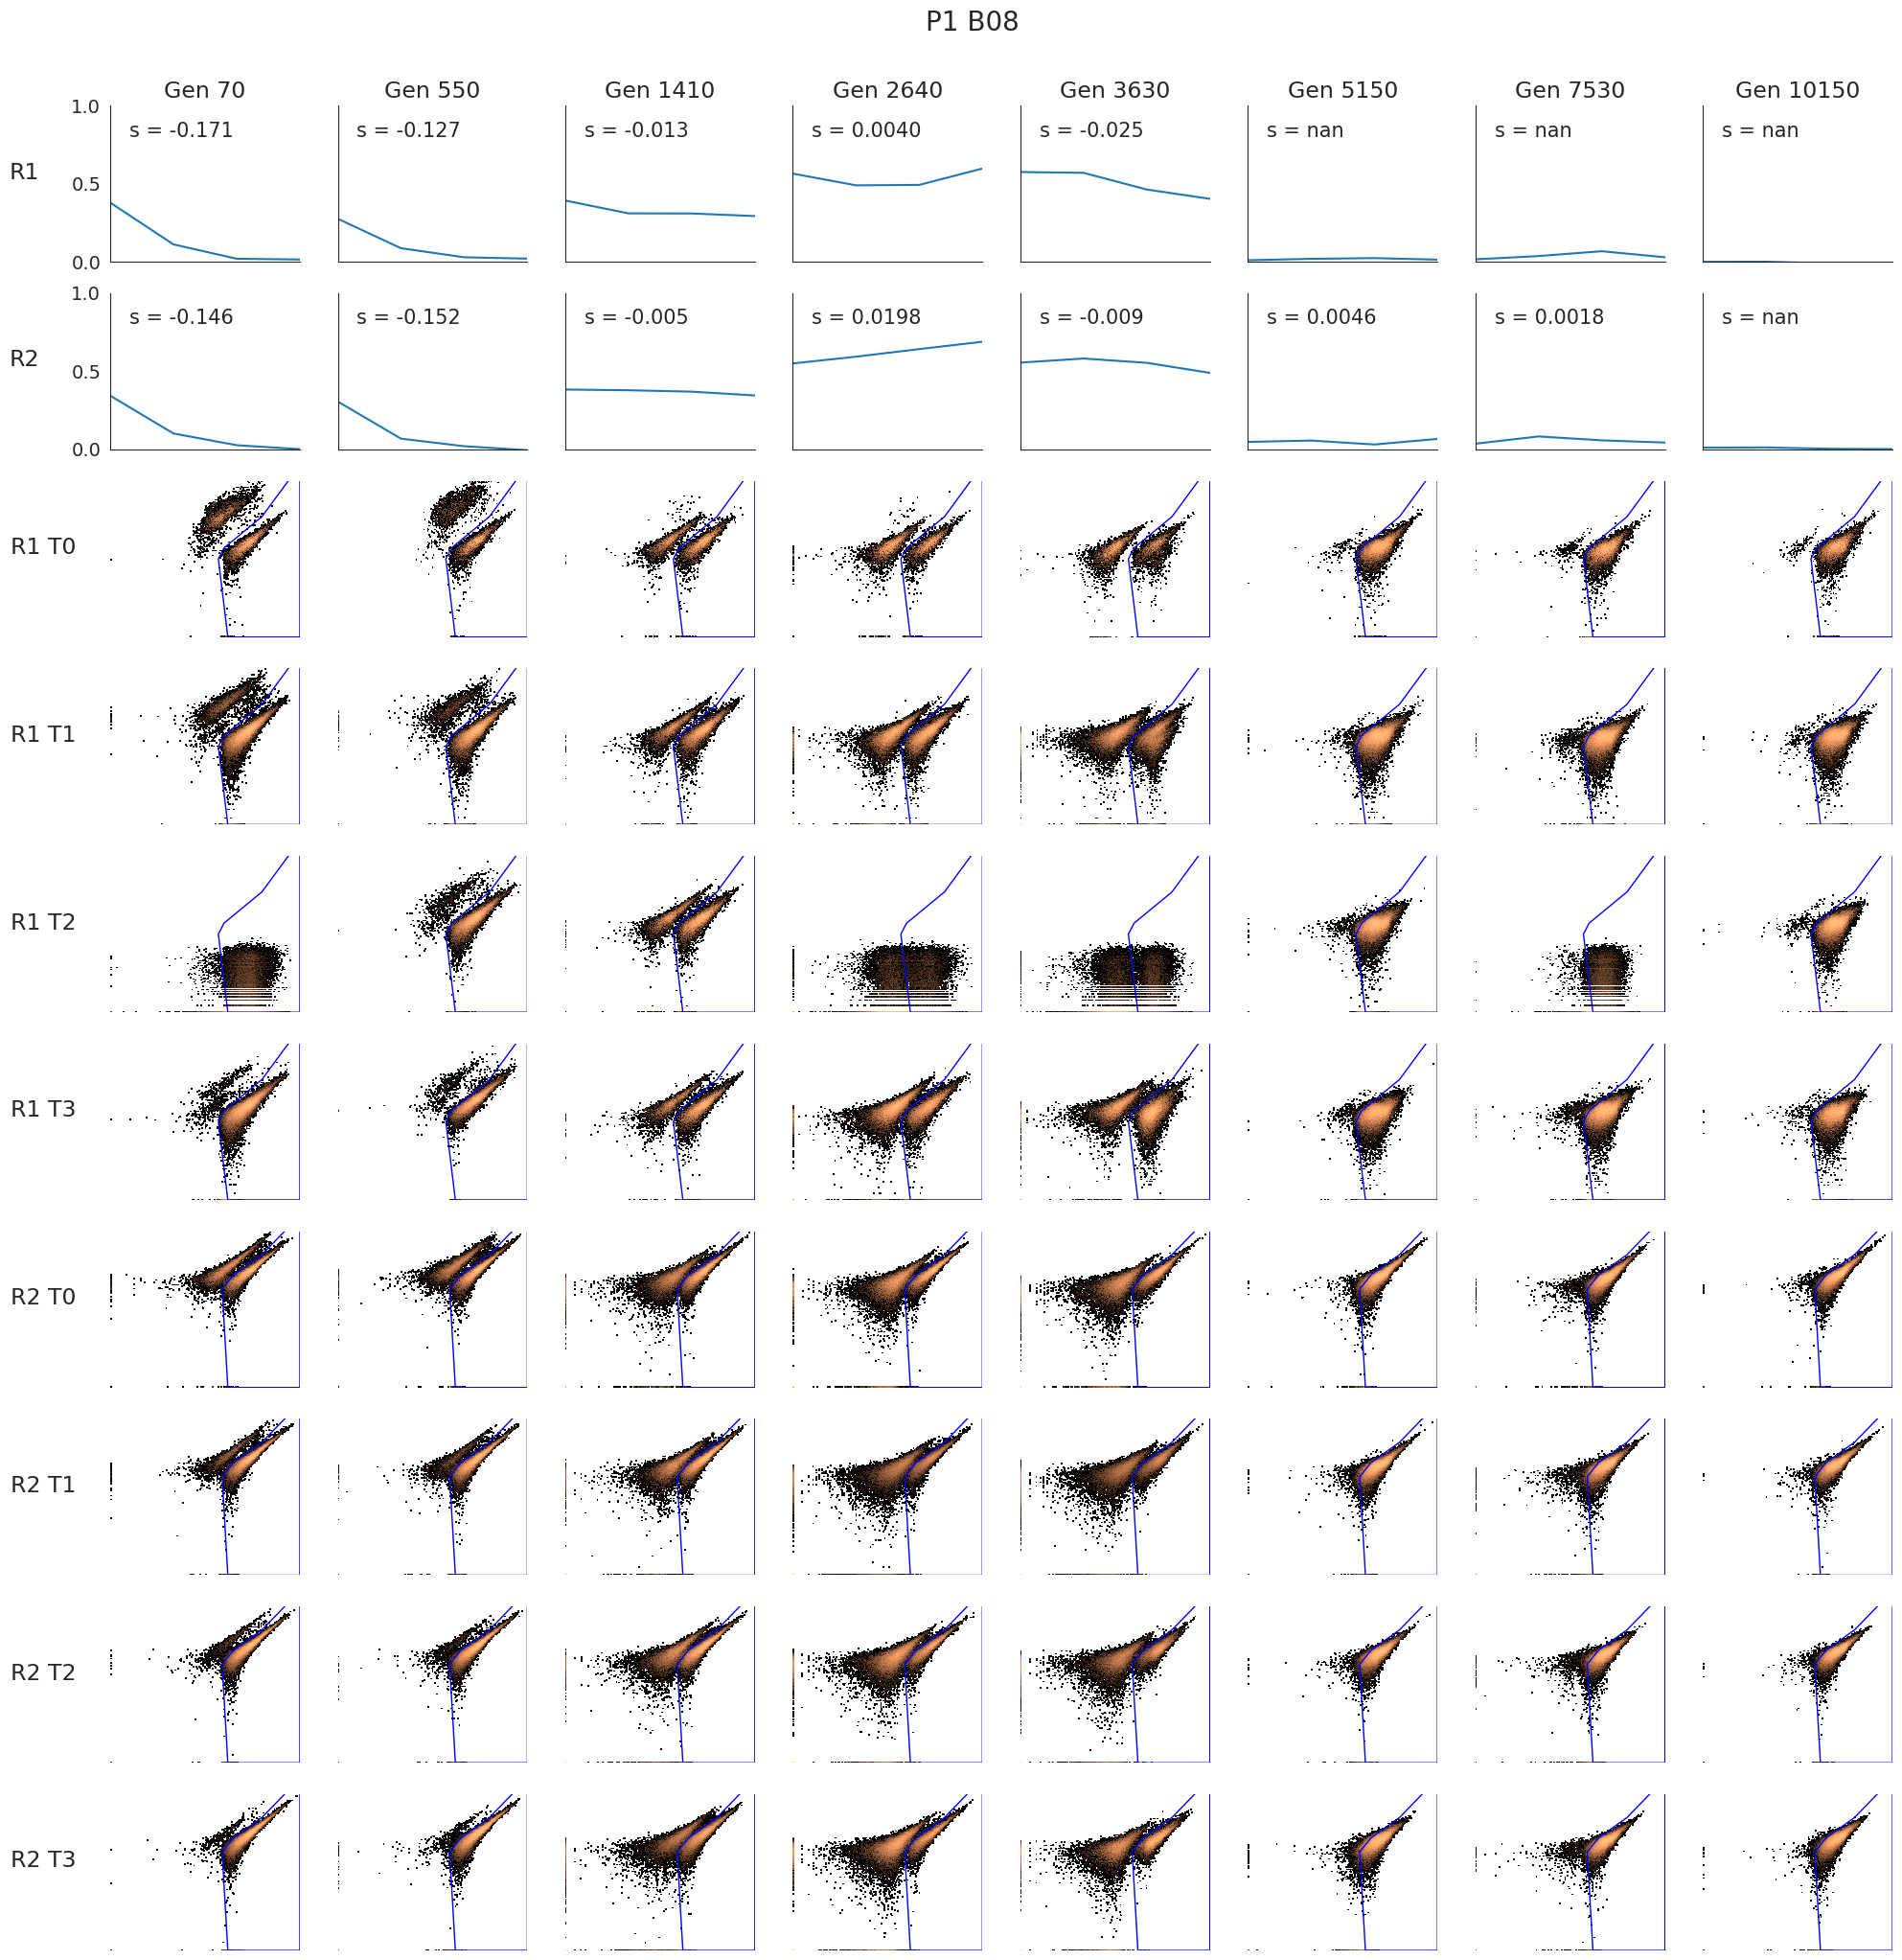 P1 B08
Gen 70 Gen 550 Gen 1410 Gen 2640 Gen 3630 Gen 5150 Gen 7530 Gen 10150
1.0
s = -0.171 s = -0.127 s = -0.013 s = 0.0040 s = -0.025 s = nan s = nan s = nan
R1
0.5
0.0
1.0
s = -0.146 s = -0.152 s = -0.005 s = 0.0198 s = -0.009 s = 0.0046 s = 0.0018 s = nan
R2
0.5
0.0
R1 T0
R1 T1
R1 T2
R1 T3
R2 T0
R2 T1
R2 T2
R2 T3